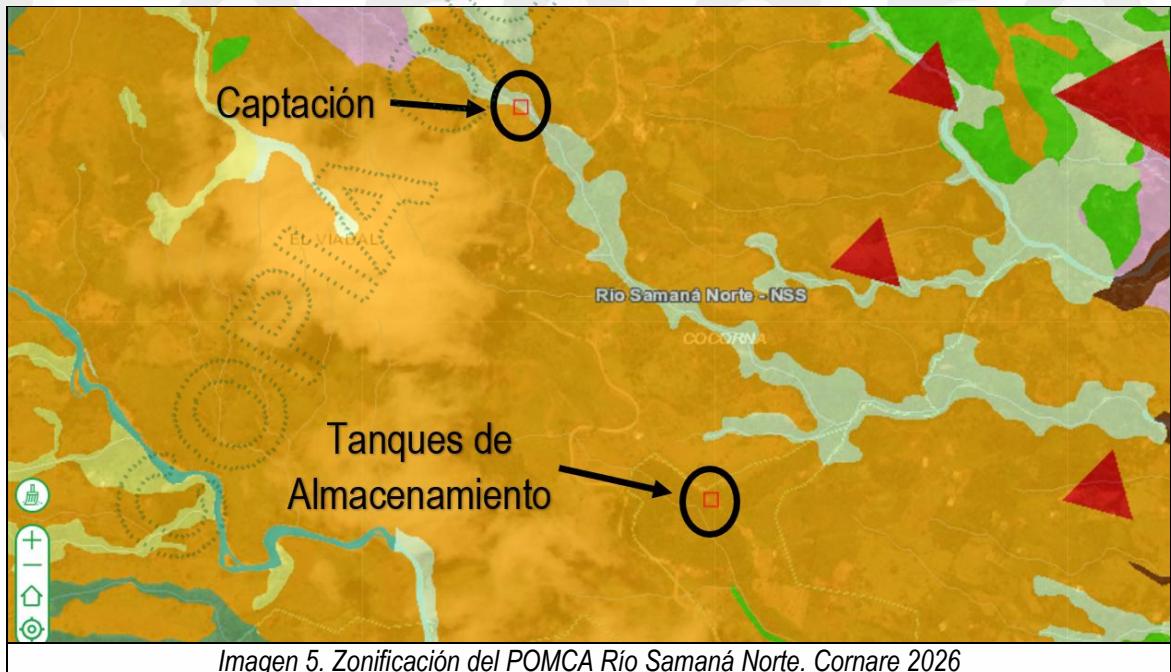 Captación
EL VIADAL
Río Samaná Norte - NSS
COCORNA
Tanques de
Almacenamiento
Imagen 5. Zonificación del POMCA Río Samaná Norte. Cornare 2026